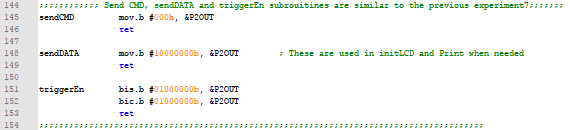 144 ;;;;;;;;;;;; Send CMD, sendDATA and triggerEn subrouitines are similar to the previous experiment7;;;;;;;
145 sendCMD mov.b #000h, &P2OUT
146 ret
147
148 sendDATA mov.b #10000000b, &P2OUT ; These are used in initLCD and Print when needed
149 ret
150
151 triggerEn bis.b #01000000b, &P2OUT
152 bic.b #01000000b, &P2OUT
153 ret
154 ;;;;;;;;;;;;;;;;;;;;;;;;;;;;;;;;;;;;;;;;;;;;;;;;;;;;;;;;;;;;;;;;;;;;;;;;;;;;;;;;;;;;;;;